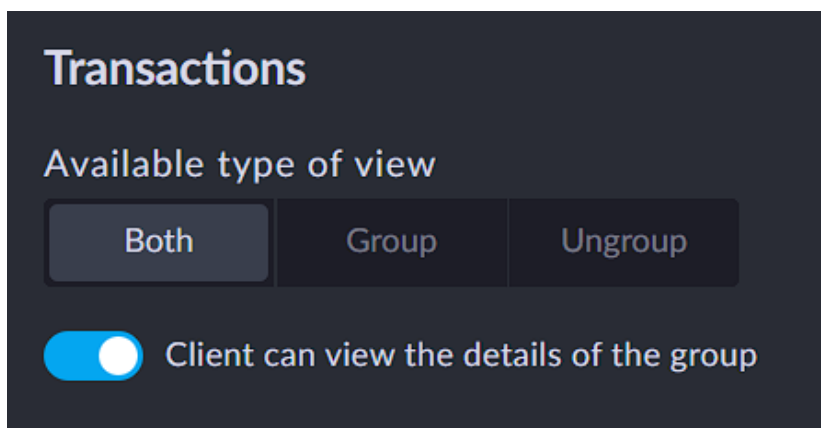 Transactions
Available type of view
Both Group Ungroup
Client can view the details of the group